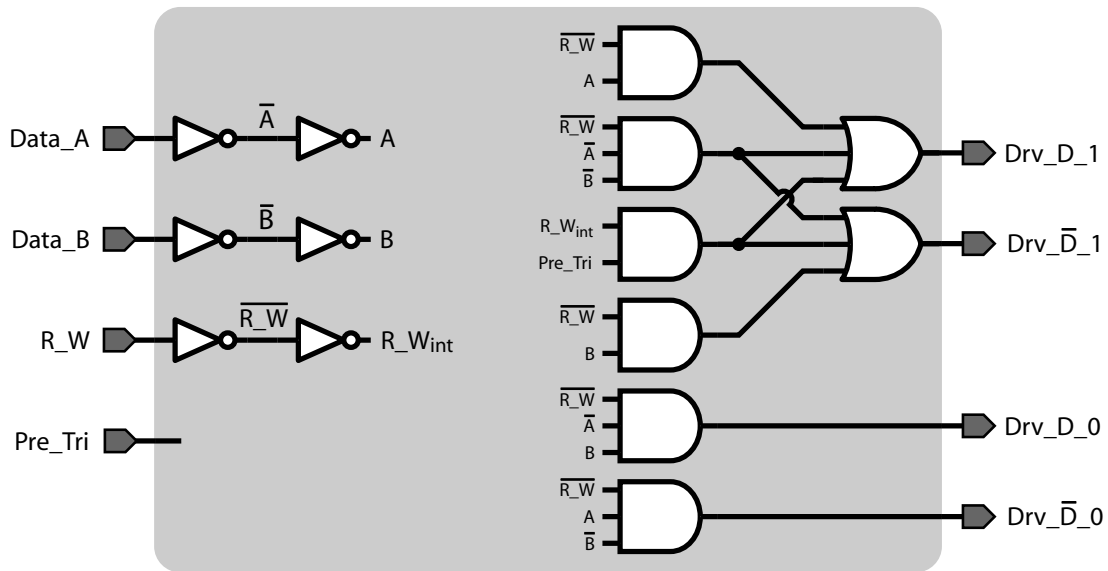 Data_A
A̅
A
Data_B
B̅
B
R_W
R̅_̅W̅
R_Wint
Pre_Tri
R̅_̅W̅
A
R̅_̅W̅
A̅
B̅
R_Wint
Pre_Tri
R̅_̅W̅
B
R̅_̅W̅
A̅
B
R̅_̅W̅
A
B̅
Drv_D_1
Drv_D̅_1
Drv_D_0
Drv_D̅_0